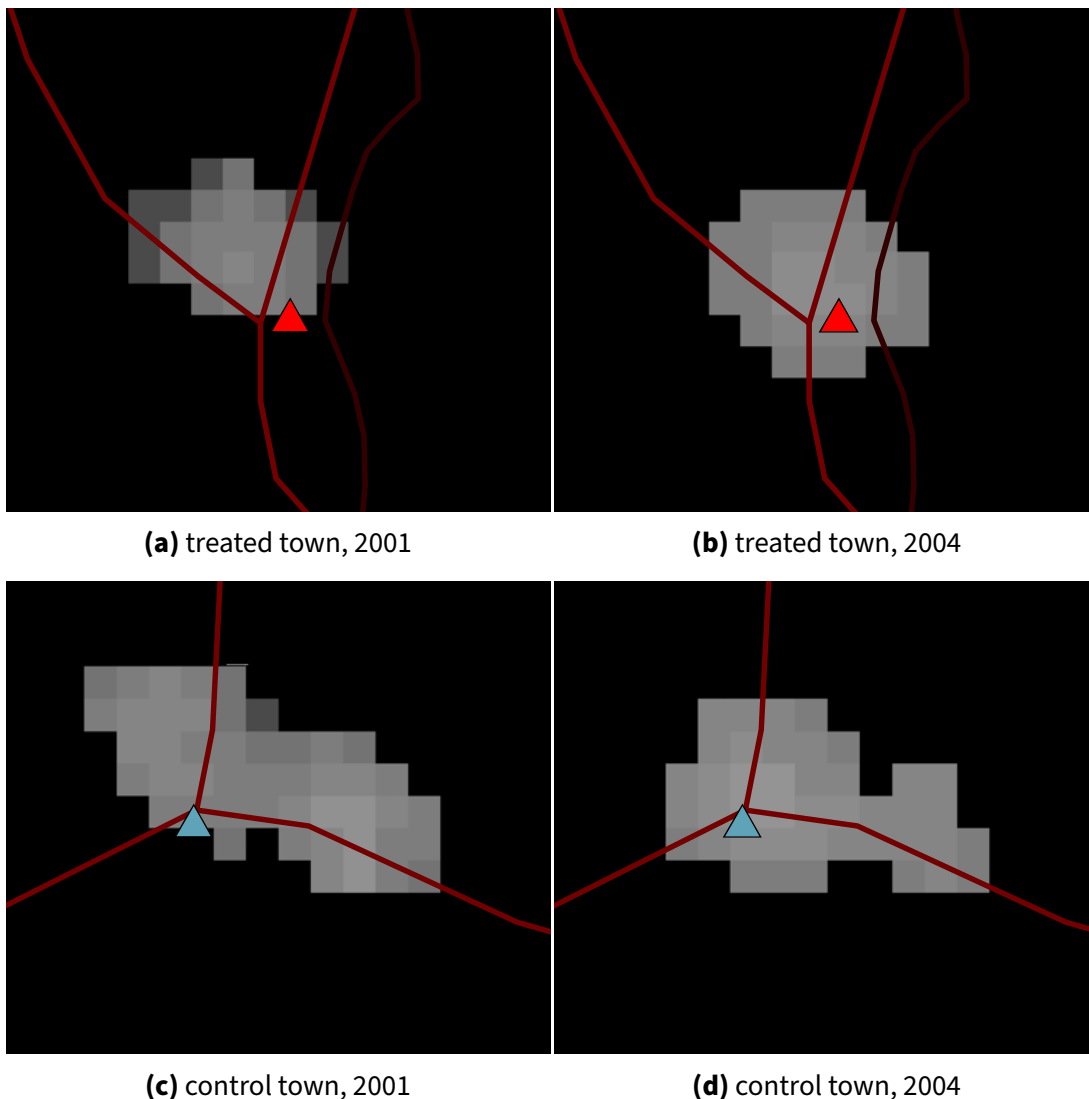 (a) treated town, 2001
(b) treated town, 2004
(c) control town, 2001
(d) control town, 2004